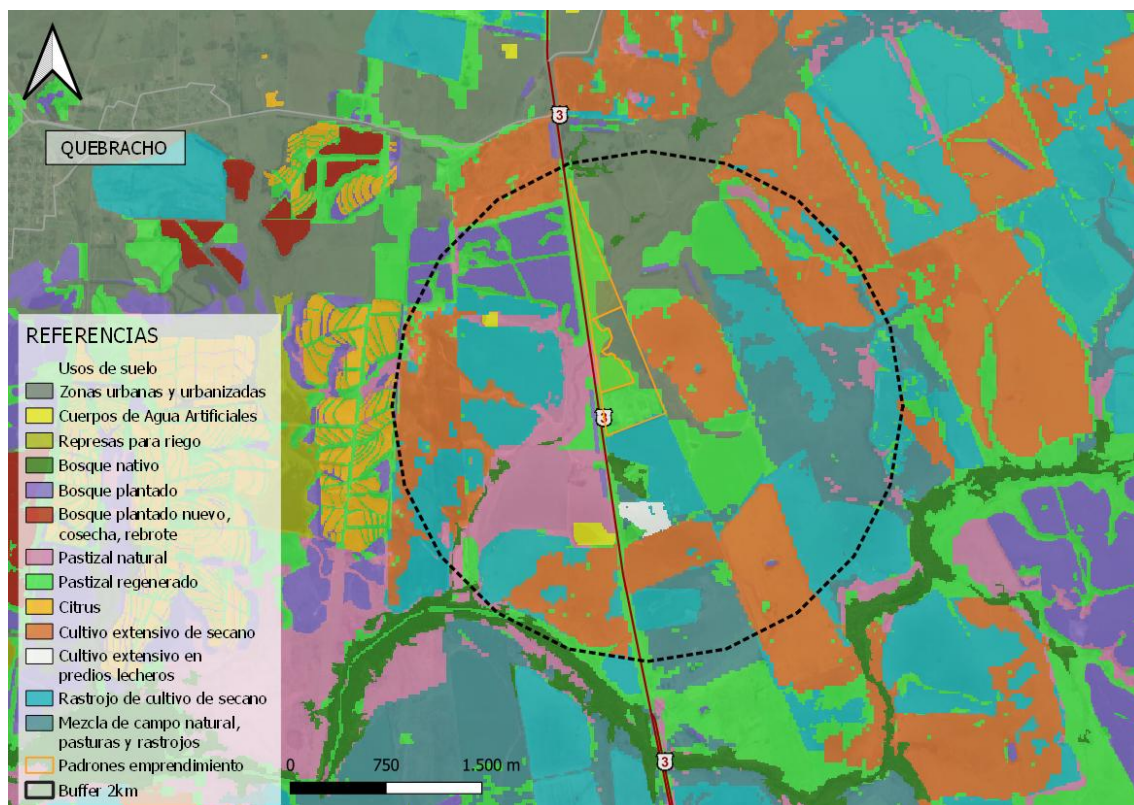 3
QUEBRACHO
REFERENCIAS
Usos de suelo
Zonas urbanas y urbanizadas
Cuerpos de Agua Artificiales
Represas para riego
Bosque nativo
Bosque plantado
Bosque plantado nuevo,
cosecha, rebrote
Pastizal natural
Pastizal regenerado
Citrus
Cultivo extensivo de secano
Cultivo extensivo en
predios lecheros
Rastrojo de cultivo de secano
Mezcla de campo natural,
pasturas y rastrojos
Padrones emprendimiento
Buffer 2km
3
0 750 1.500 m
3